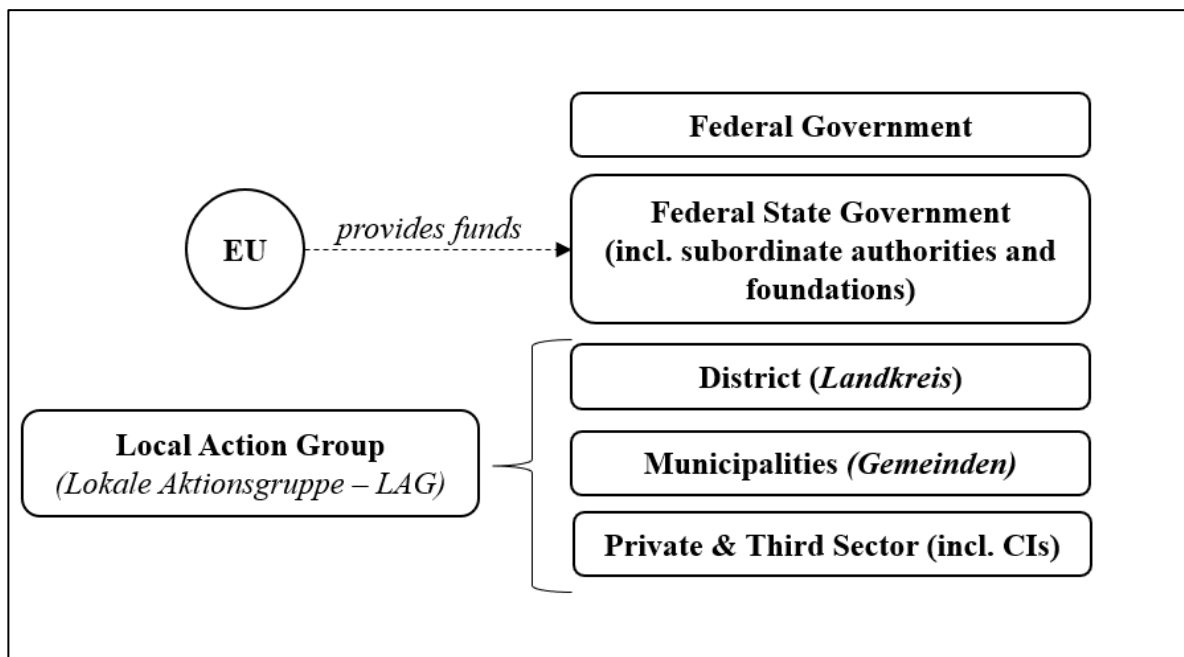 Federal Government
EU
provides funds
Federal State Government
(incl. subordinate authorities and
foundations)
District (Landkreis)
Local Action Group
(Lokale Aktionsgruppe – LAG)
Municipalities (Gemeinden)
Private & Third Sector (incl. CIs)